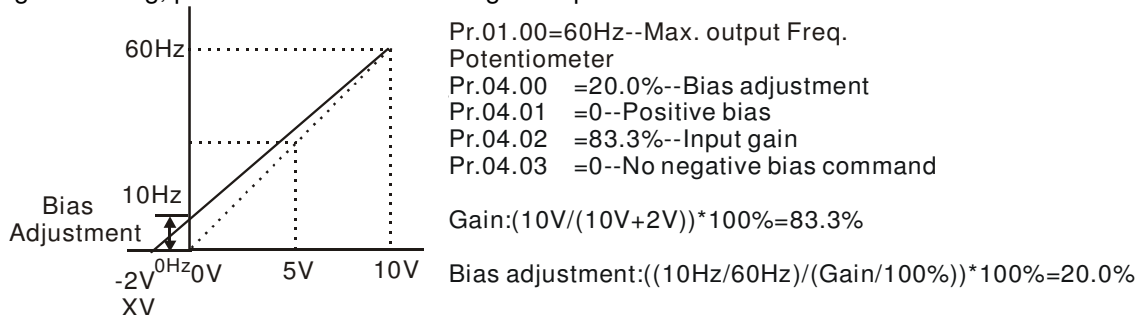 60Hz
10Hz
Bias
Adjustment
-2V
XV
0Hz
0V
5V
10V
Pr.01.00=60Hz--Max. output Freq.
Potentiometer
Pr.04.00 =20.0%--Bias adjustment
Pr.04.01 =0--Positive bias
Pr.04.02 =83.3%--Input gain
Pr.04.03 =0--No negative bias command
Gain:(10V/(10V+2V))*100%=83.3%
Bias adjustment:((10Hz/60Hz)/(Gain/100%))*100%=20.0%